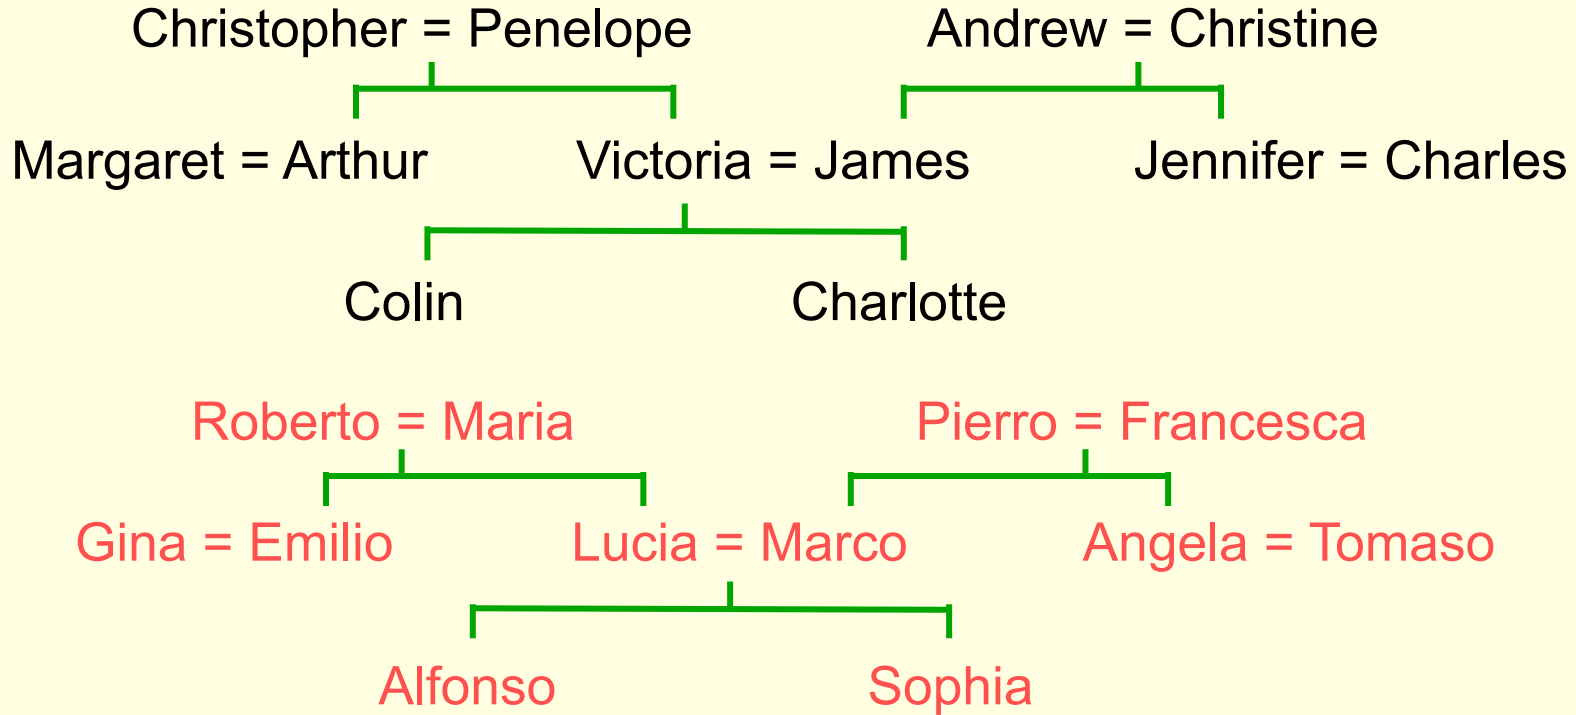 Christopher = Penelope Andrew = Christine
Margaret = Arthur Victoria = James Jennifer = Charles
Colin Charlotte
Roberto = Maria Pierro = Francesca
Gina = Emilio Lucia = Marco Angela = Tomaso
Alfonso Sophia